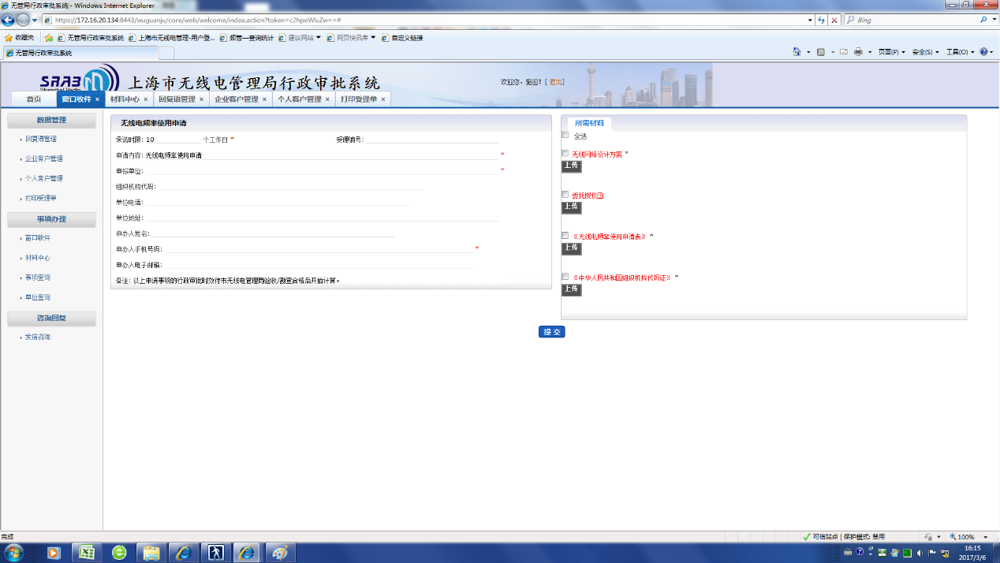 无管局行政审批系统 - Windows Internet Explorer
https://172.16.20.134:8443/wuguanju/core/web/welcome/index.action?token=c2hpeWluZw==#
Bing
收藏夹 无管局行政审批系统 上海市无线电管理-用户登... 频管—查询统计 建议网站 网页快讯库 自定义链接
无管局行政审批系统 页面(P) 安全(S) 工具(O)
SRAB 上海市无线电管理局行政审批系统
欢迎您，施迎！[ 退出]
首页 窗口收件 × 材料中心 × 回复语管理 × 企业客户管理 × 个人客户管理 × 打印受理单 ×
数据管理
回复语管理
企业客户管理
个人客户管理
打印受理单
事项办理
窗口收件
材料中心
事项查询
单位查询
咨询回复
发信咨询
无线电频率使用申请
承诺时限: 10 个工作日 * 受理编号:
申请内容: 无线电频率使用申请 *
申报单位: *
组织机构代码:
单位电话:
单位地址:
申办人姓名:
申办人手机号码: *
申办人电子邮箱:
备注: 以上申请事项的行政审批时效待市无线电管理局验收/勘查合格后开始计算。
所需材料
全选
无线网络设计方案 *
上传
委托授权函
上传
《无线电频率使用申请表》 *
上传
《中华人民共和国组织机构代码证》 *
上传
提 交
完成 可信站点 | 保护模式: 禁用 100%
16:15
2017/3/6